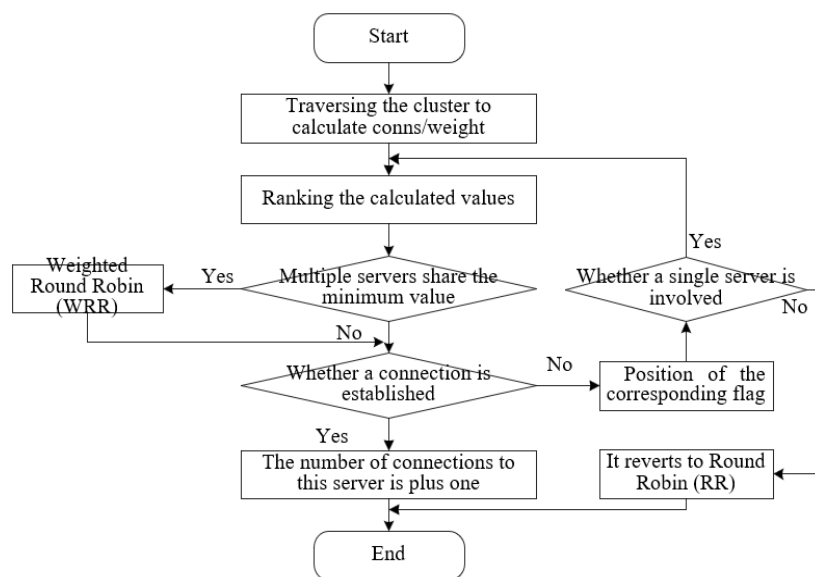 Start
Traversing the cluster to
calculate conns/weight
Ranking the calculated values
Yes
Weighted
Round Robin
(WRR)
Yes
Multiple servers share the
minimum value
Whether a single server is
involved
No
No
Whether a connection is
established
No
Position of the
corresponding flag
Yes
The number of connections to
this server is plus one
It reverts to Round
Robin (RR)
End